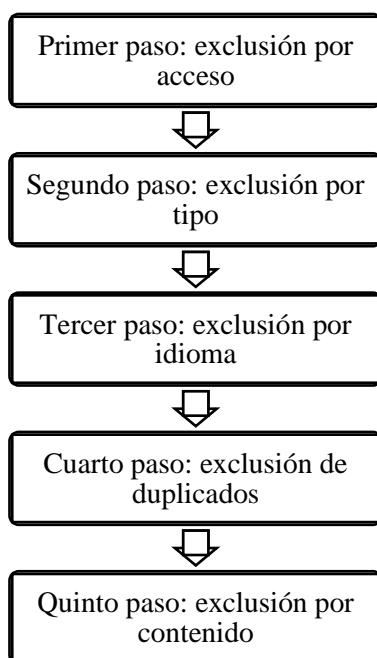 Primer paso: exclusión por
acceso
Segundo paso: exclusión por
tipo
Tercer paso: exclusión por
idioma
Cuarto paso: exclusión de
duplicados
Quinto paso: exclusión por
contenido